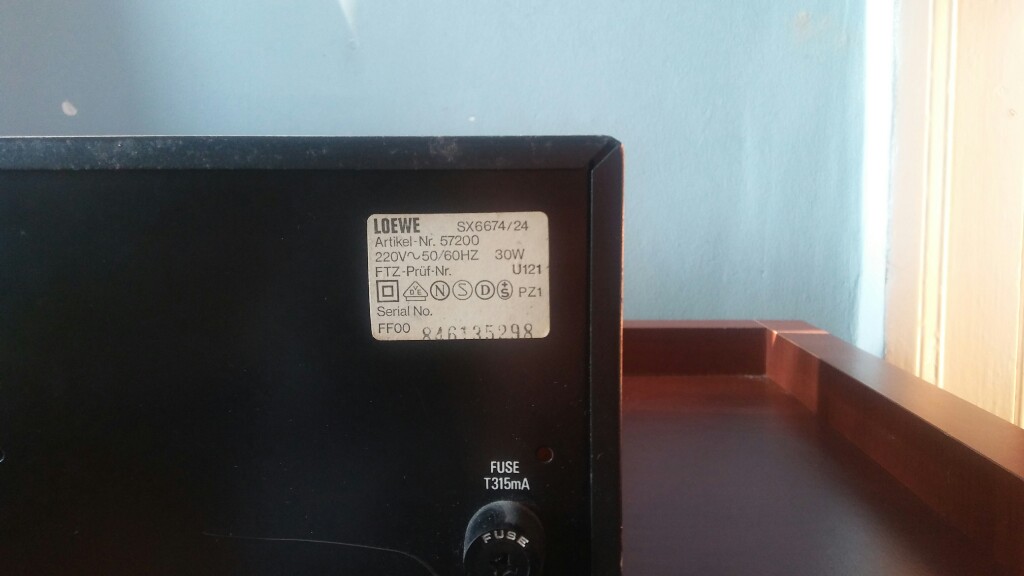 LOEWE SX6674/24
Artikel-Nr. 57200
220V~50/60HZ 30W
FTZ-Prüf-Nr. U121
N S D S PZ1
Serial No.
FF00 846135298
FUSE
T315mA
FUSE